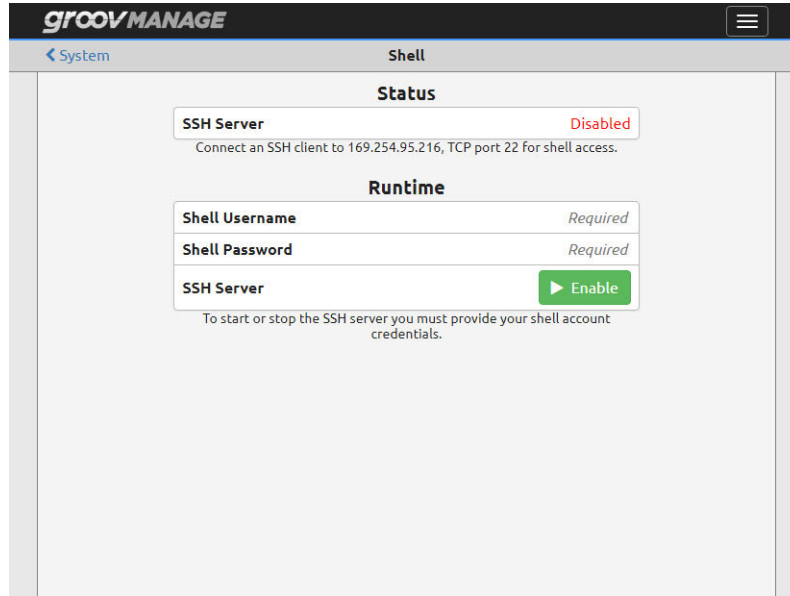 groov MANAGE
System
Shell
Status
SSH Server Disabled
Connect an SSH client to 169.254.95.216, TCP port 22 for shell access.
Runtime
Shell Username Required
Shell Password Required
SSH Server Enable
To start or stop the SSH server you must provide your shell account
credentials.